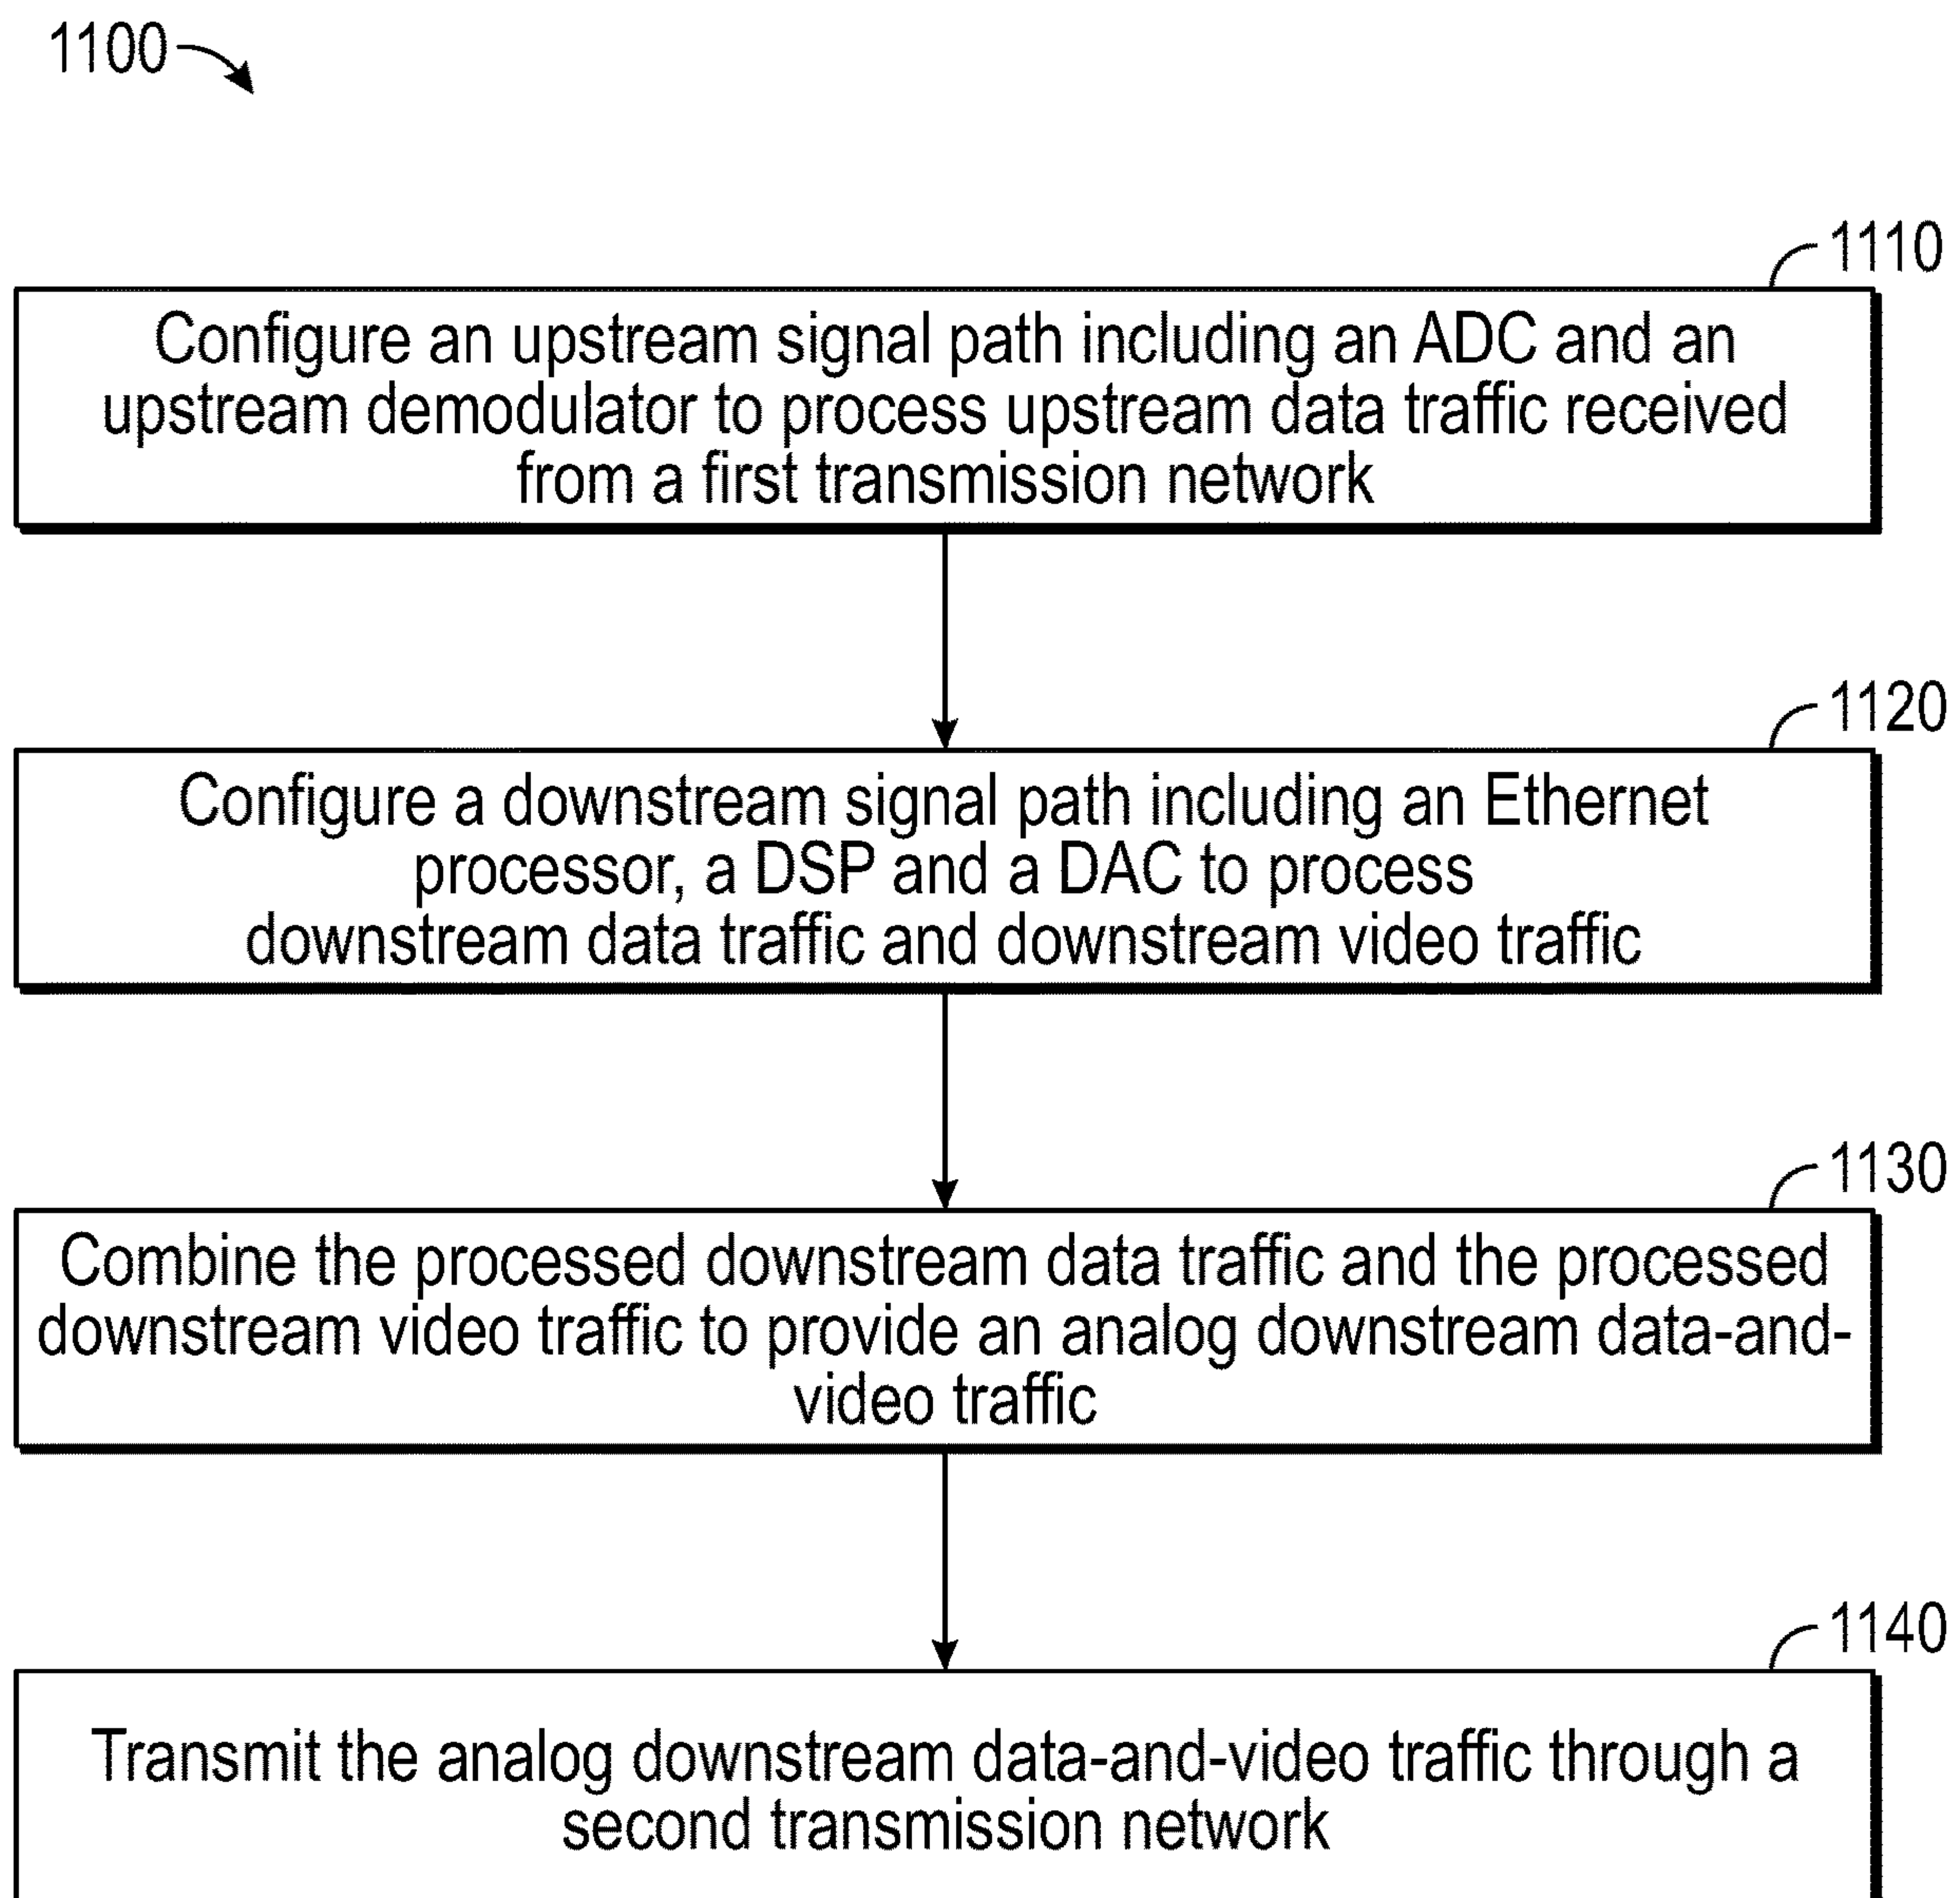 1100
1110
Configure an upstream signal path including an ADC and an
upstream demodulator to process upstream data traffic received
from a first transmission network
1120
Configure a downstream signal path including an Ethernet
processor, a DSP and a DAC to process
downstream data traffic and downstream video traffic
1130
Combine the processed downstream data traffic and the processed
downstream video traffic to provide an analog downstream data-and-
video traffic
1140
Transmit the analog downstream data-and-video traffic through a
second transmission network